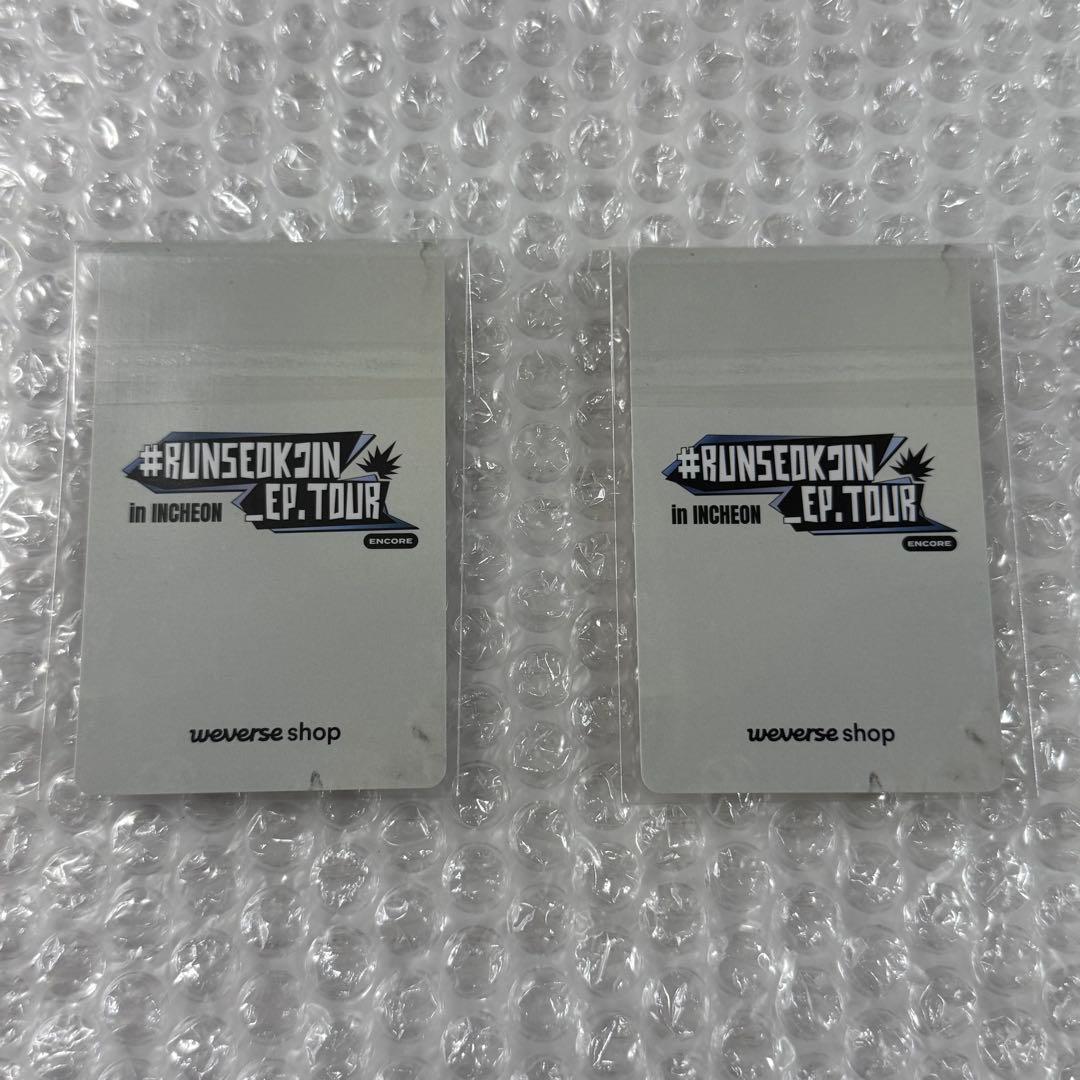 #RUNSEOKJIN
in INCHEON _EP.TOUR
ENCORE
weverse shop
#RUNSEOKJIN
in INCHEON _EP.TOUR
ENCORE
weverse shop